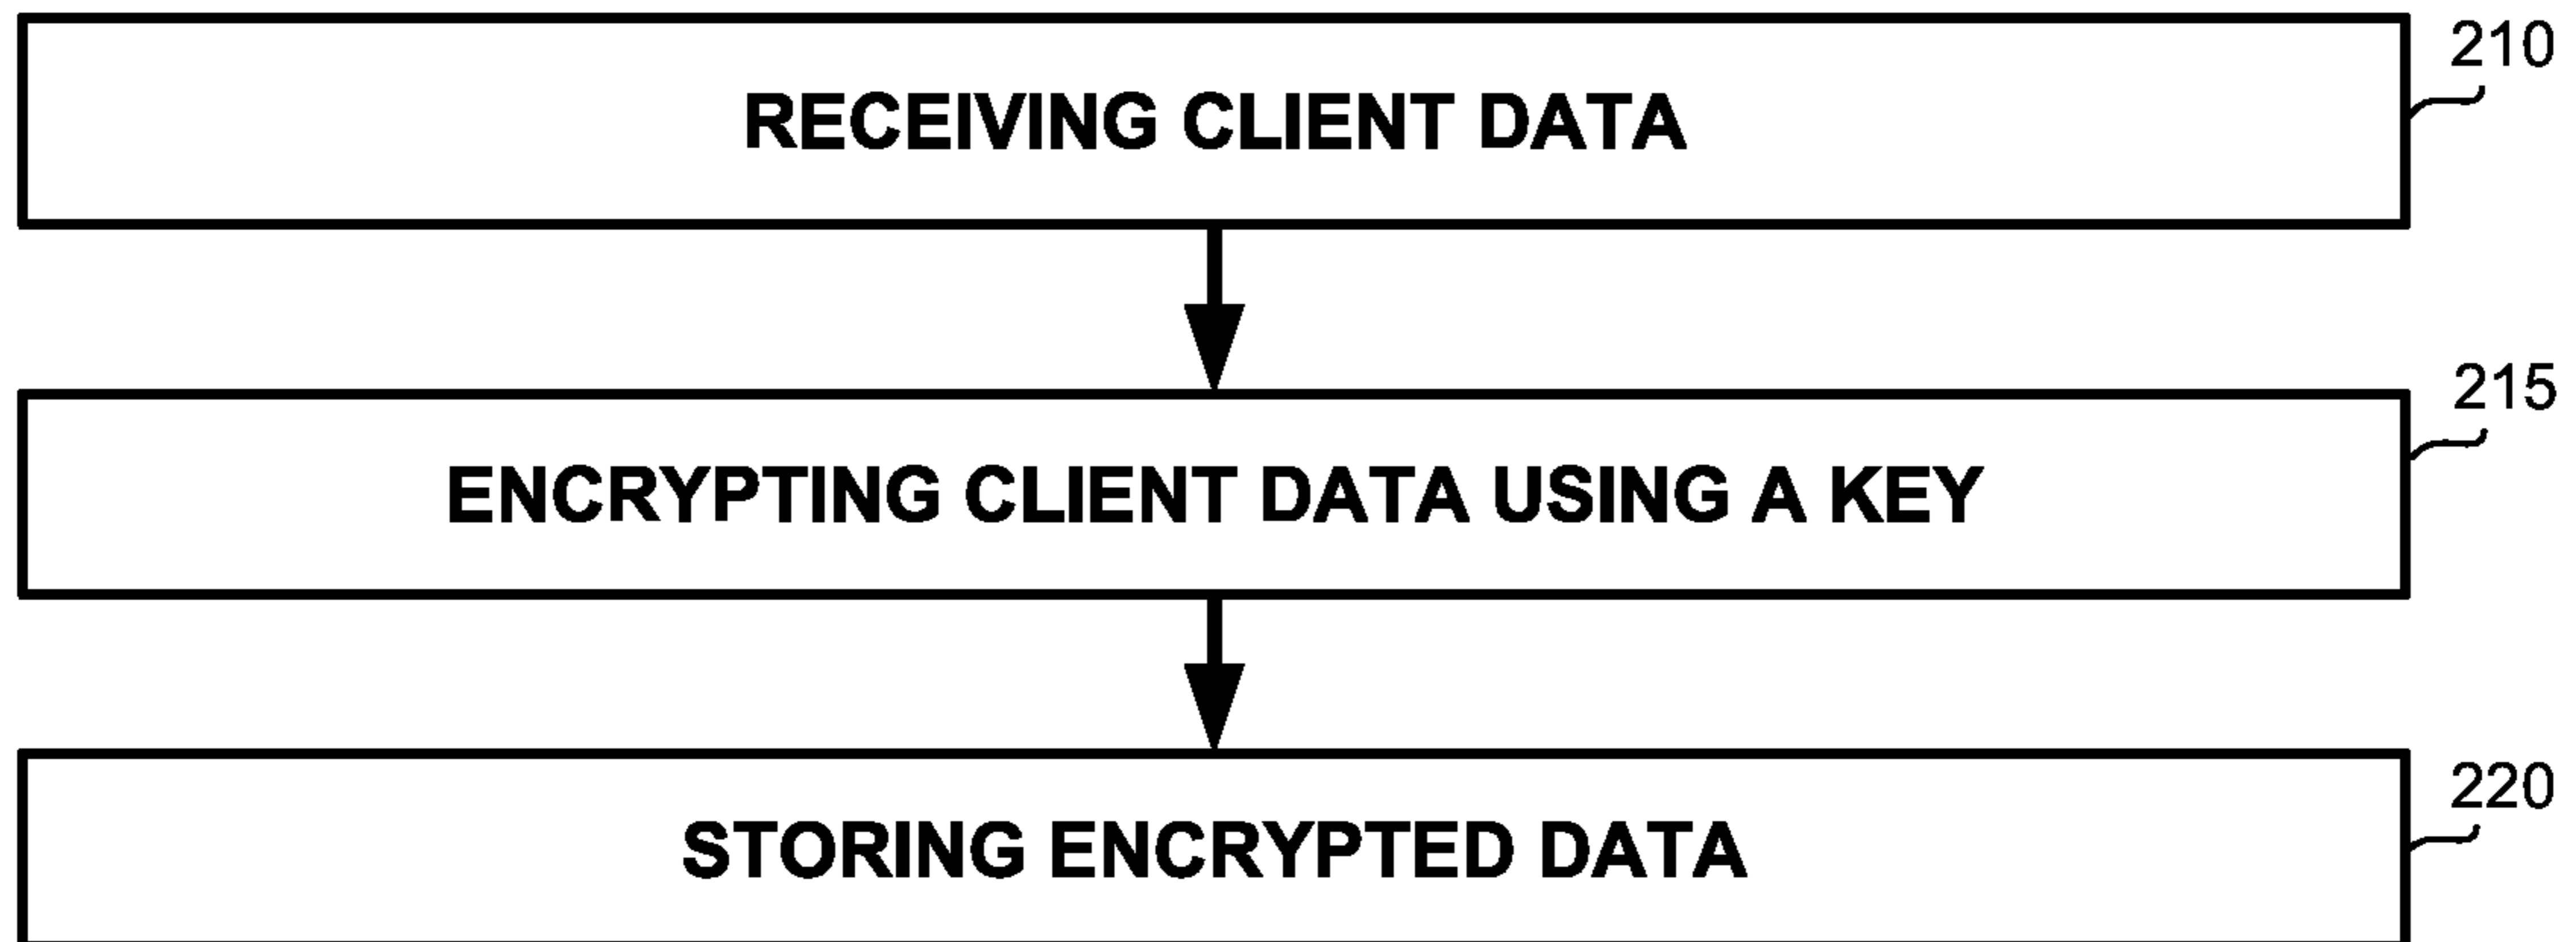 210
RECEIVING CLIENT DATA
215
ENCRYPTING CLIENT DATA USING A KEY
220
STORING ENCRYPTED DATA